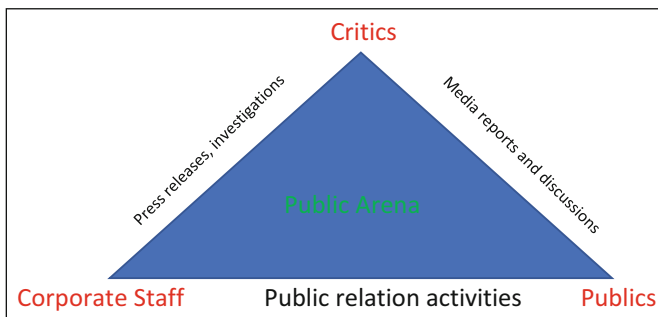 Critics
Press releases, investigations
Media reports and discussions
Public Arena
Corporate Staff
Public relation activities
Publics